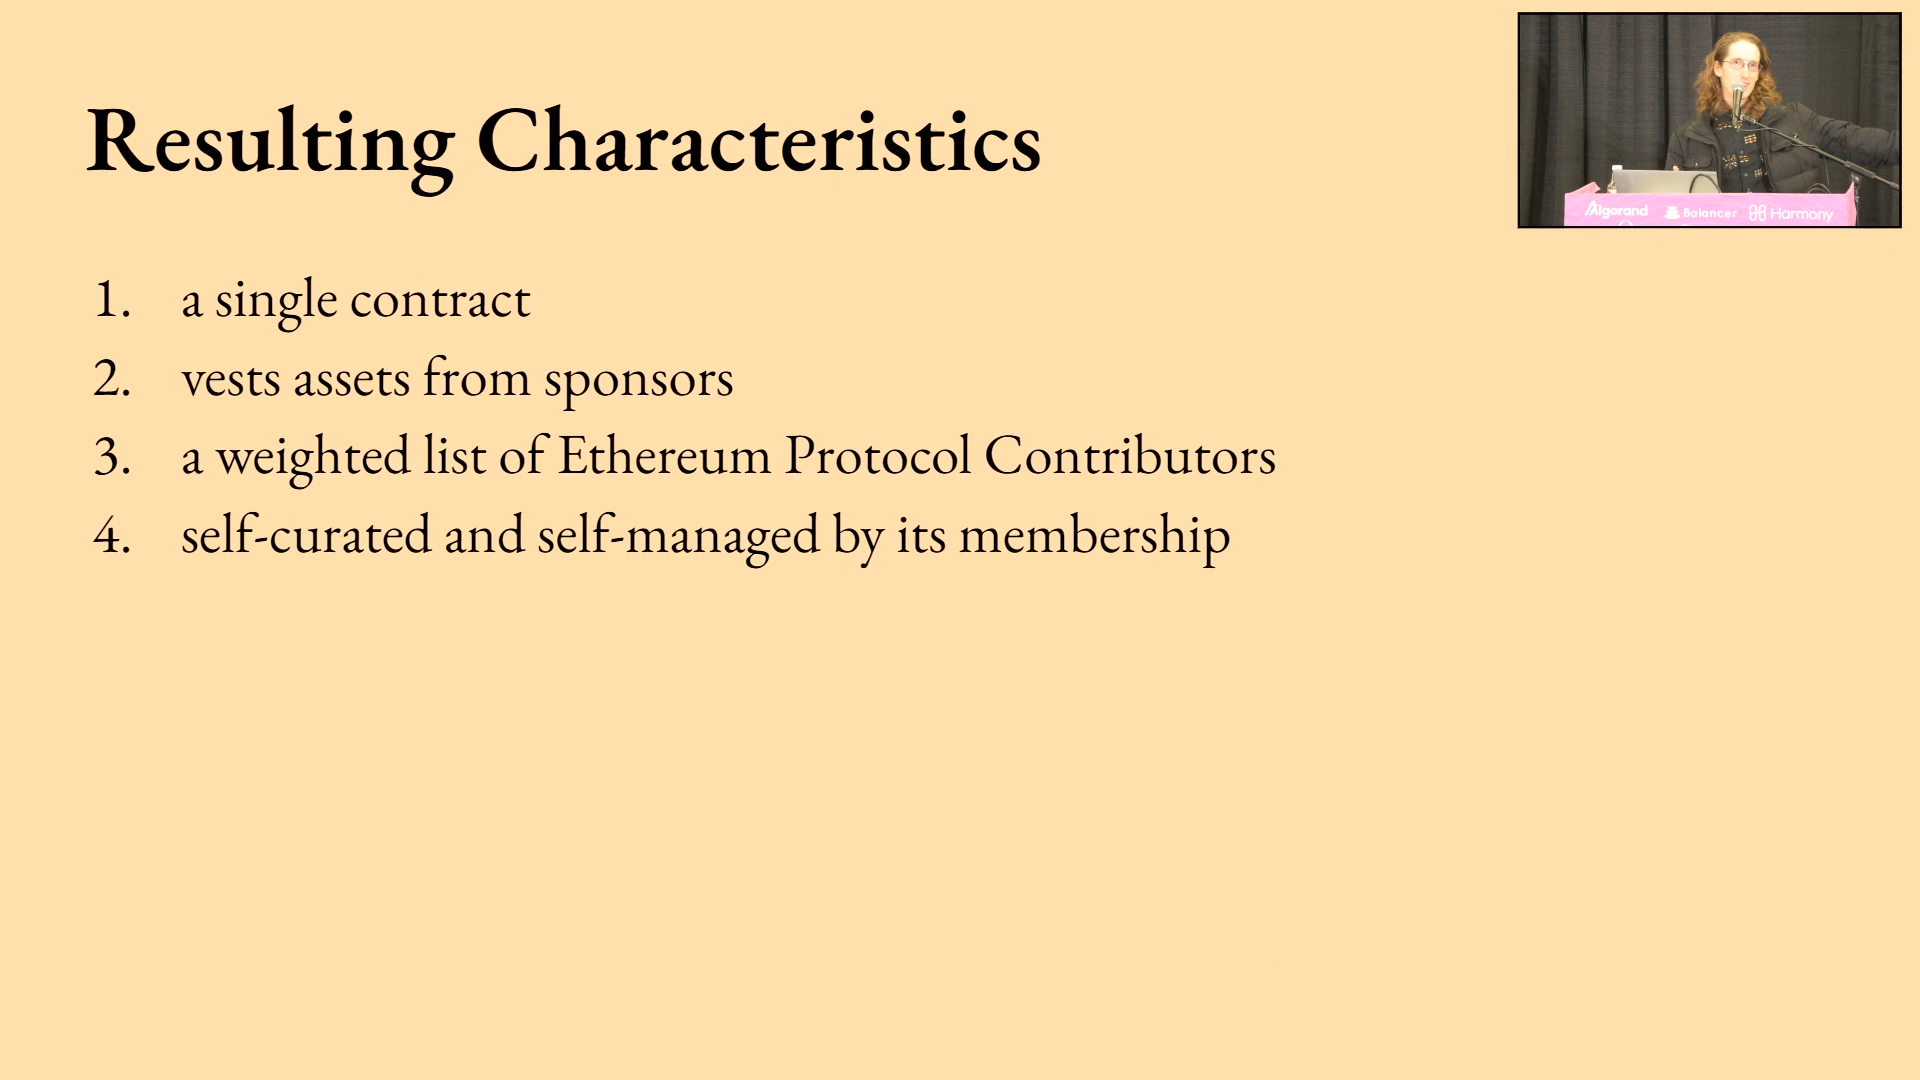 Resulting Characteristics
1. a single contract
2. vests assets from sponsors
3. a weighted list of Ethereum Protocol Contributors
4. self-curated and self-managed by its membership
Algorand Balancer Harmony